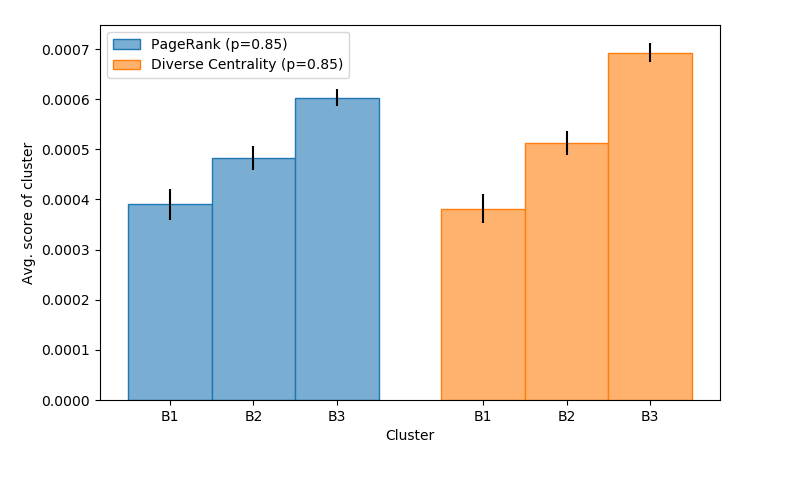 PageRank (p=0.85)
Diverse Centrality (p=0.85)
Avg. score of cluster
0.0007
0.0006
0.0005
0.0004
0.0003
0.0002
0.0001
0.0000
B1 B2 B3 B1 B2 B3
Cluster